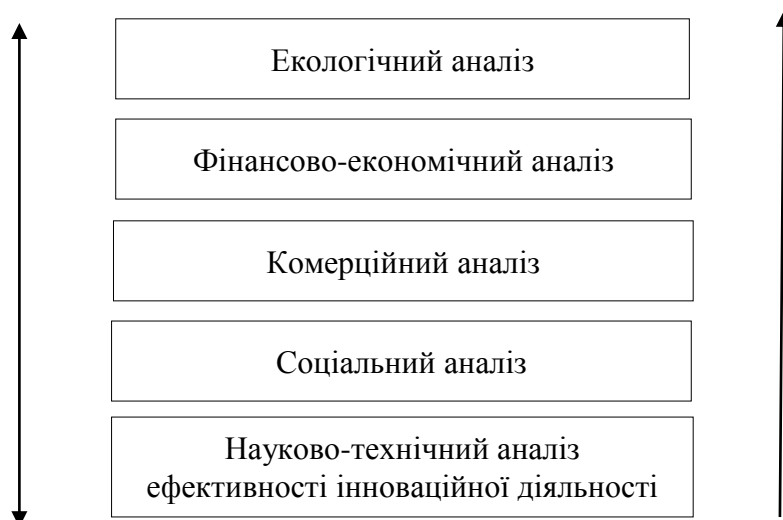 Екологічний аналіз
Фінансово-економічний аналіз
Комерційний аналіз
Соціальний аналіз
Науково-технічний аналіз
ефективності інноваційної діяльності